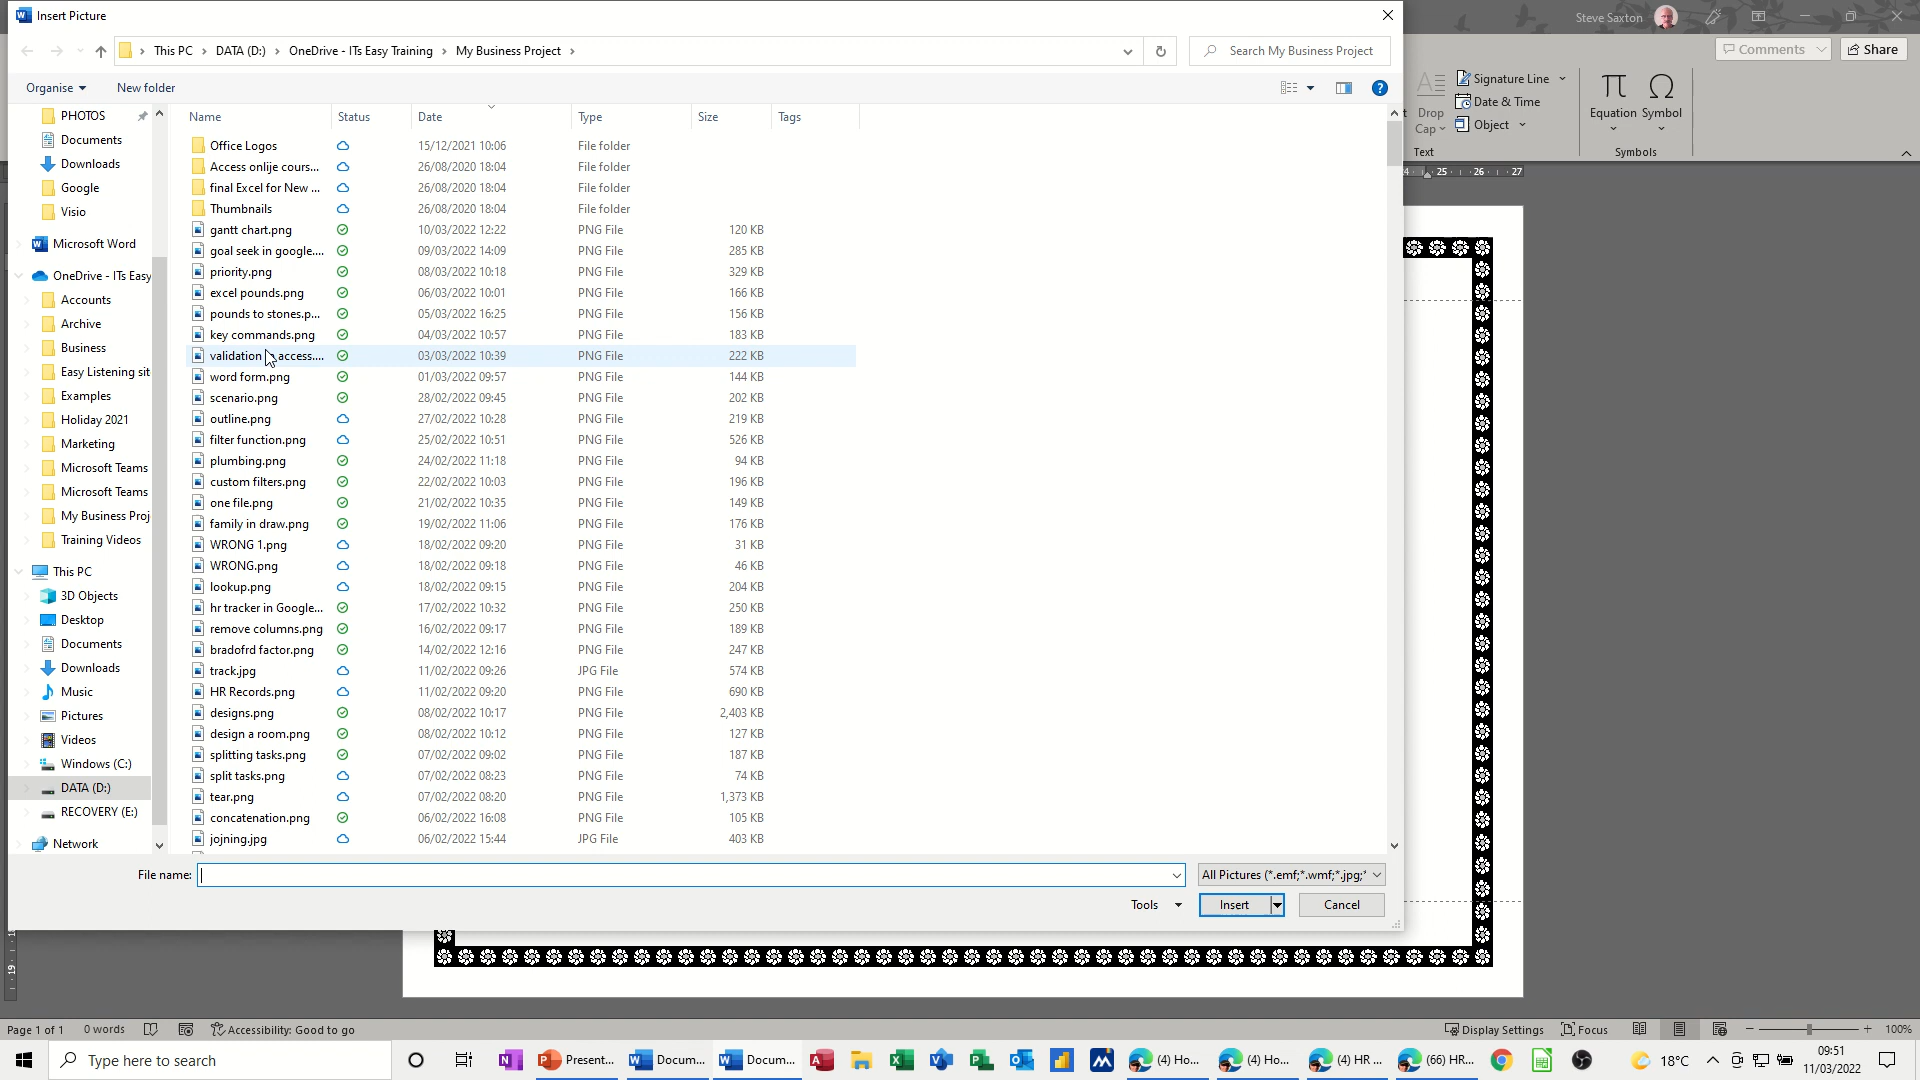 Insert Picture
Steve Saxton
This PC
DATA (D:)
OneDrive - ITs Easy Training
My Business Project
Search My Business Project
Comments
Share
Organise
New folder
Signature Line
Date & Time
Object
Drop
Cap
Equation
Symbol
Text
Symbols
25 · 26 · 27
Name
Status
Date
Type
Size
Tags
PHOTOS
Documents
Downloads
Google
Visio
Microsoft Word
OneDrive - ITs Easy
Accounts
Archive
Business
Easy Listening sit
Examples
Holiday 2021
Marketing
Microsoft Teams
Microsoft Teams
My Business Proj
Training Videos
This PC
3D Objects
Desktop
Documents
Downloads
Music
Pictures
Videos
Windows (C:)
DATA (D:)
RECOVERY (E:)
Network
Office Logos 15/12/2021 10:06 File folder
Access onlije cours... 26/08/2020 18:04 File folder
final Excel for New ... 26/08/2020 18:04 File folder
Thumbnails 26/08/2020 18:04 File folder
gantt chart.png 10/03/2022 12:22 PNG File 120 KB
goal seek in google.... 09/03/2022 14:09 PNG File 285 KB
priority.png 08/03/2022 10:18 PNG File 329 KB
excel pounds.png 06/03/2022 10:01 PNG File 166 KB
pounds to stones.p... 05/03/2022 16:25 PNG File 156 KB
key commands.png 04/03/2022 10:57 PNG File 183 KB
validation access.... 03/03/2022 10:39 PNG File 222 KB
word form.png 01/03/2022 09:57 PNG File 144 KB
scenario.png 28/02/2022 09:45 PNG File 202 KB
outline.png 27/02/2022 10:28 PNG File 219 KB
filter function.png 25/02/2022 10:51 PNG File 526 KB
plumbing.png 24/02/2022 11:18 PNG File 94 KB
custom filters.png 22/02/2022 10:03 PNG File 196 KB
one file.png 21/02/2022 10:35 PNG File 149 KB
family in draw.png 19/02/2022 11:06 PNG File 176 KB
WRONG 1.png 18/02/2022 09:20 PNG File 31 KB
WRONG.png 18/02/2022 09:18 PNG File 46 KB
lookup.png 18/02/2022 09:15 PNG File 204 KB
hr tracker in Google... 17/02/2022 10:32 PNG File 250 KB
remove columns.png 16/02/2022 09:17 PNG File 189 KB
bradofrd factor.png 14/02/2022 12:16 PNG File 247 KB
track.jpg 11/02/2022 09:26 JPG File 574 KB
HR Records.png 11/02/2022 09:20 PNG File 690 KB
designs.png 08/02/2022 10:17 PNG File 2,403 KB
design a room.png 08/02/2022 10:12 PNG File 127 KB
splitting tasks.png 07/02/2022 09:02 PNG File 187 KB
split tasks.png 07/02/2022 08:23 PNG File 74 KB
tear.png 07/02/2022 08:20 PNG File 1,373 KB
concatenation.png 06/02/2022 16:08 PNG File 105 KB
jojning.jpg 06/02/2022 15:44 JPG File 403 KB
File name:
All Pictures (*.emf;*.wmf;*.jpg;*
Tools
Insert
Cancel
19
Page 1 of 1
0 words
Accessibility: Good to go
Display Settings
Focus
100%
Type here to search
Present...
Docum...
Docum...
(4) Ho...
(4) Ho...
(4) HR ...
(66) HR...
18°C
09:51
11/03/2022